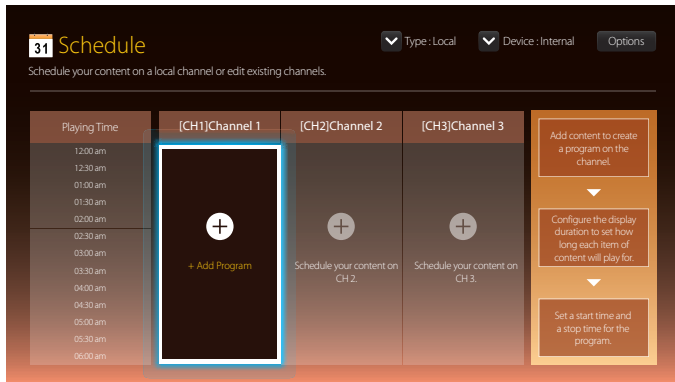 31 Schedule
Type : Local
Device : Internal
Options
Schedule your content on a local channel or edit existing channels.
Playing Time
[CH1]Channel 1
[CH2]Channel 2
[CH3]Channel 3
12:00 am
12:30 am
01:00 am
01:30 am
02:00 am
02:30 am
03:00 am
03:30 am
04:00 am
04:30 am
05:00 am
05:30 am
06:00 am
+ Add Program
Schedule your content on
CH 2.
Schedule your content on
CH 3.
Add content to create
a program on the
channel.
Configure the display
duration to set how
long each item of
content will play for.
Set a start time and
a stop time for the
program.